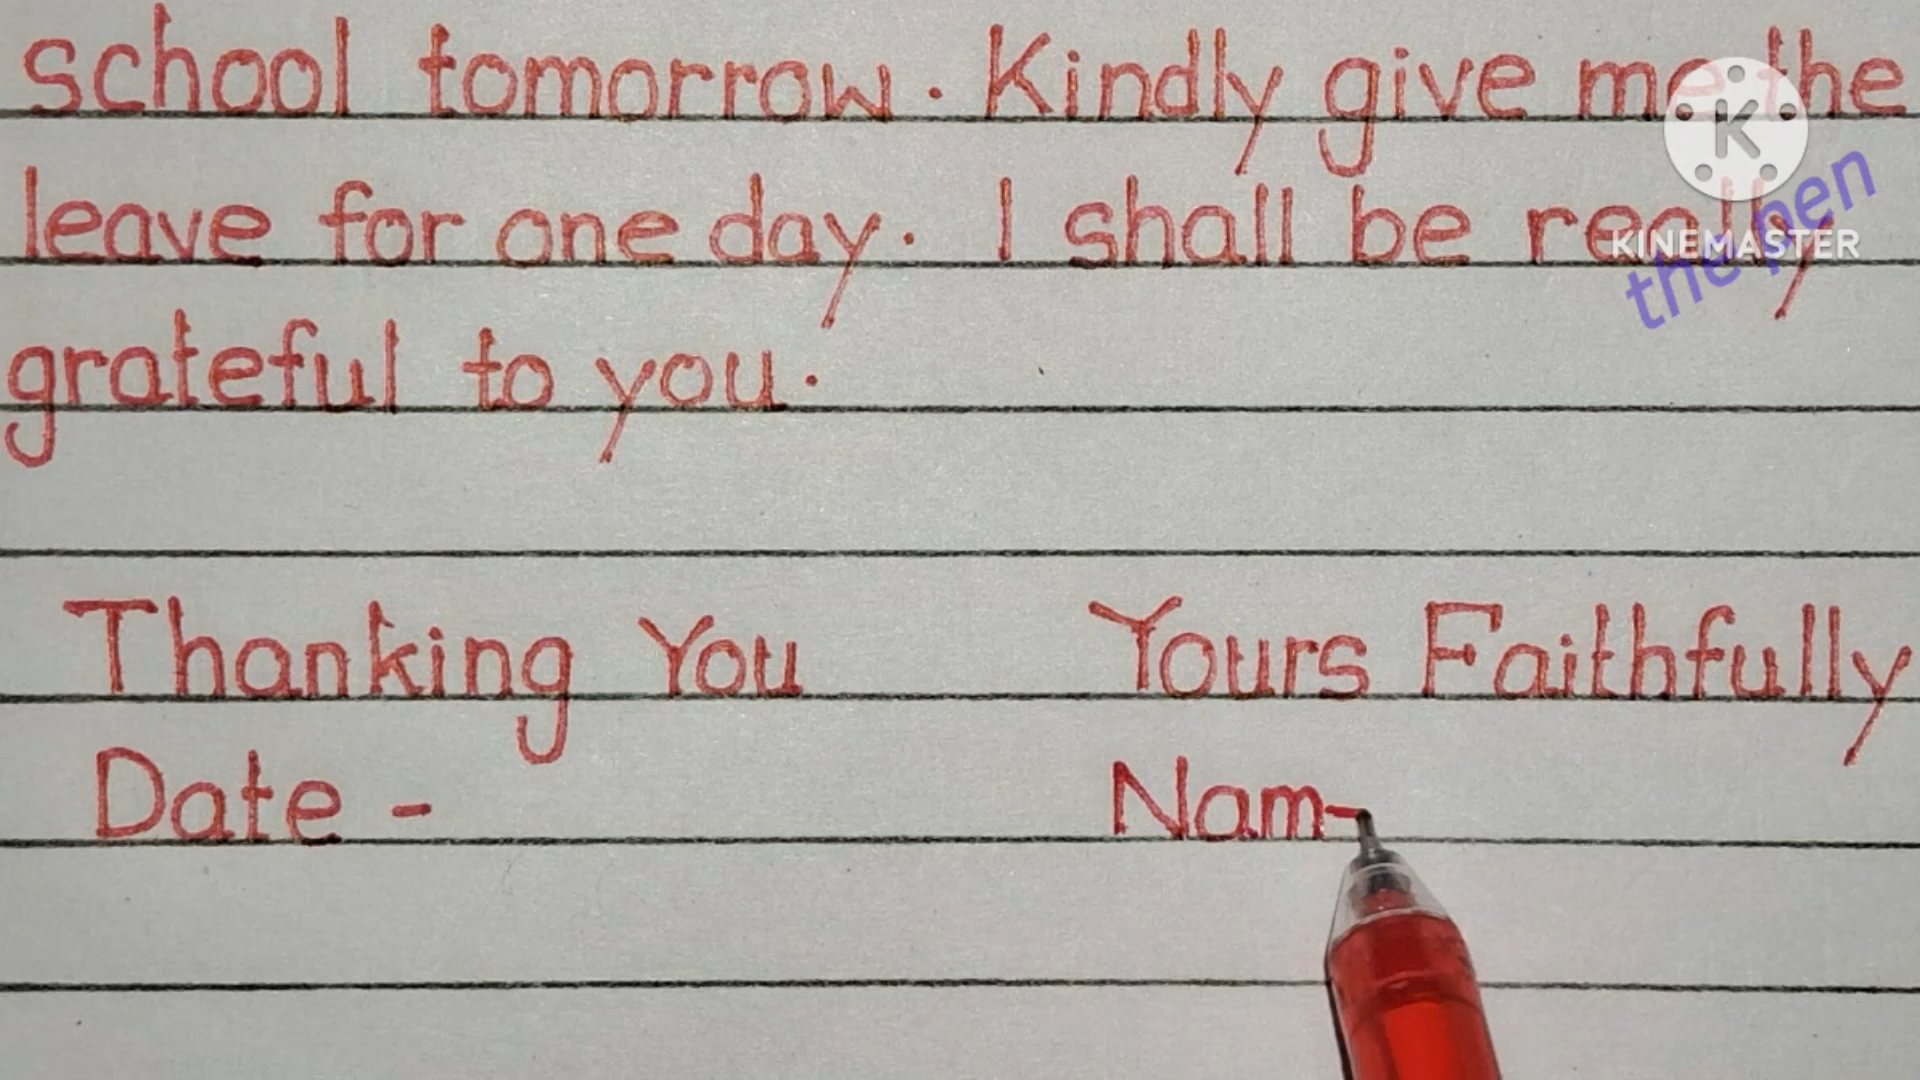 school tomorrow. Kindly give me the
leave for one day. I shall be really
grateful to you.
Thanking You
Yours Faithfully
Date -
Nam-
K
KINEMASTER
the pen